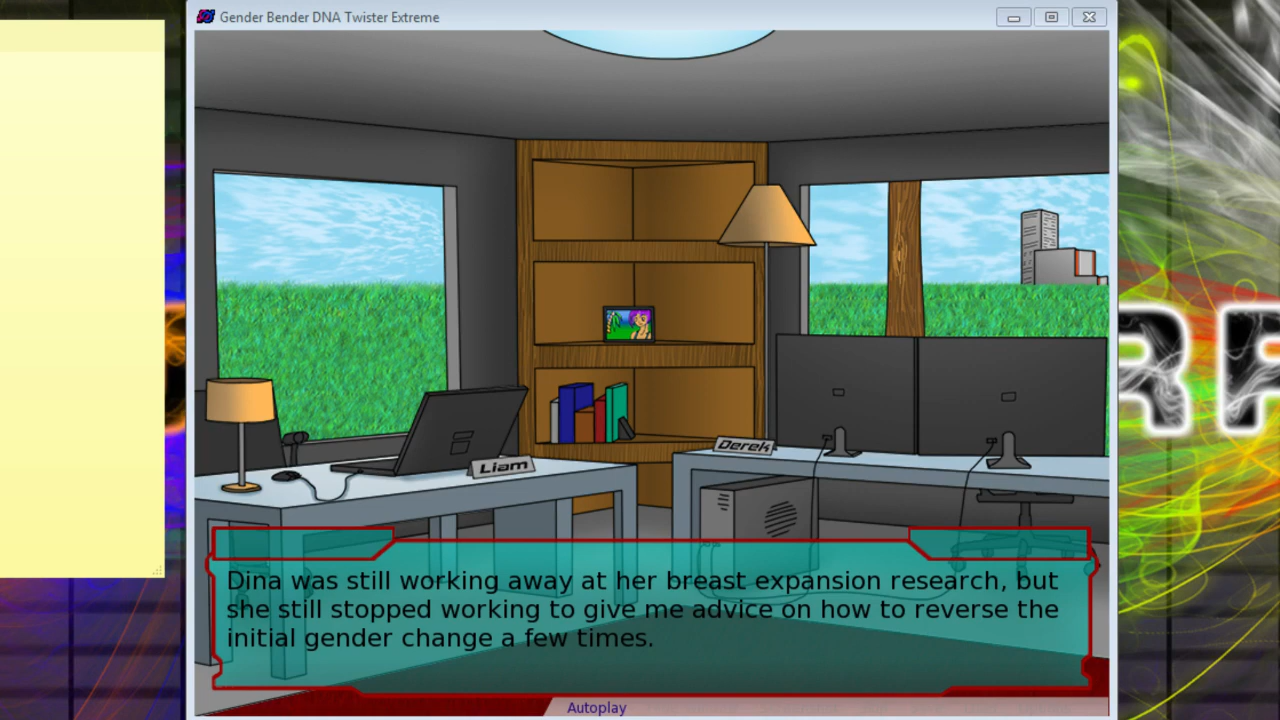 Gender Bender DNA Twister Extreme
Derek
Liam
Dina was still working away at her breast expansion research, but
she still stopped working to give me advice on how to reverse the
initial gender change a few times.
Autoplay